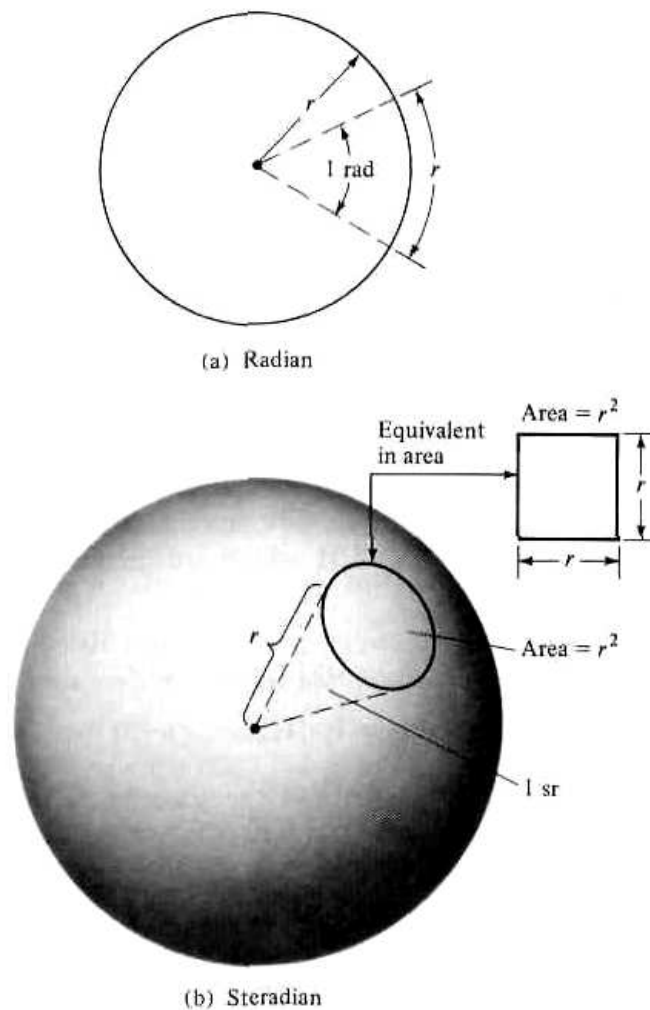 r
1 rad
r
(a) Radian
Area = r²
Equivalent
in area
r
r
r
Area = r²
1 sr
(b) Steradian